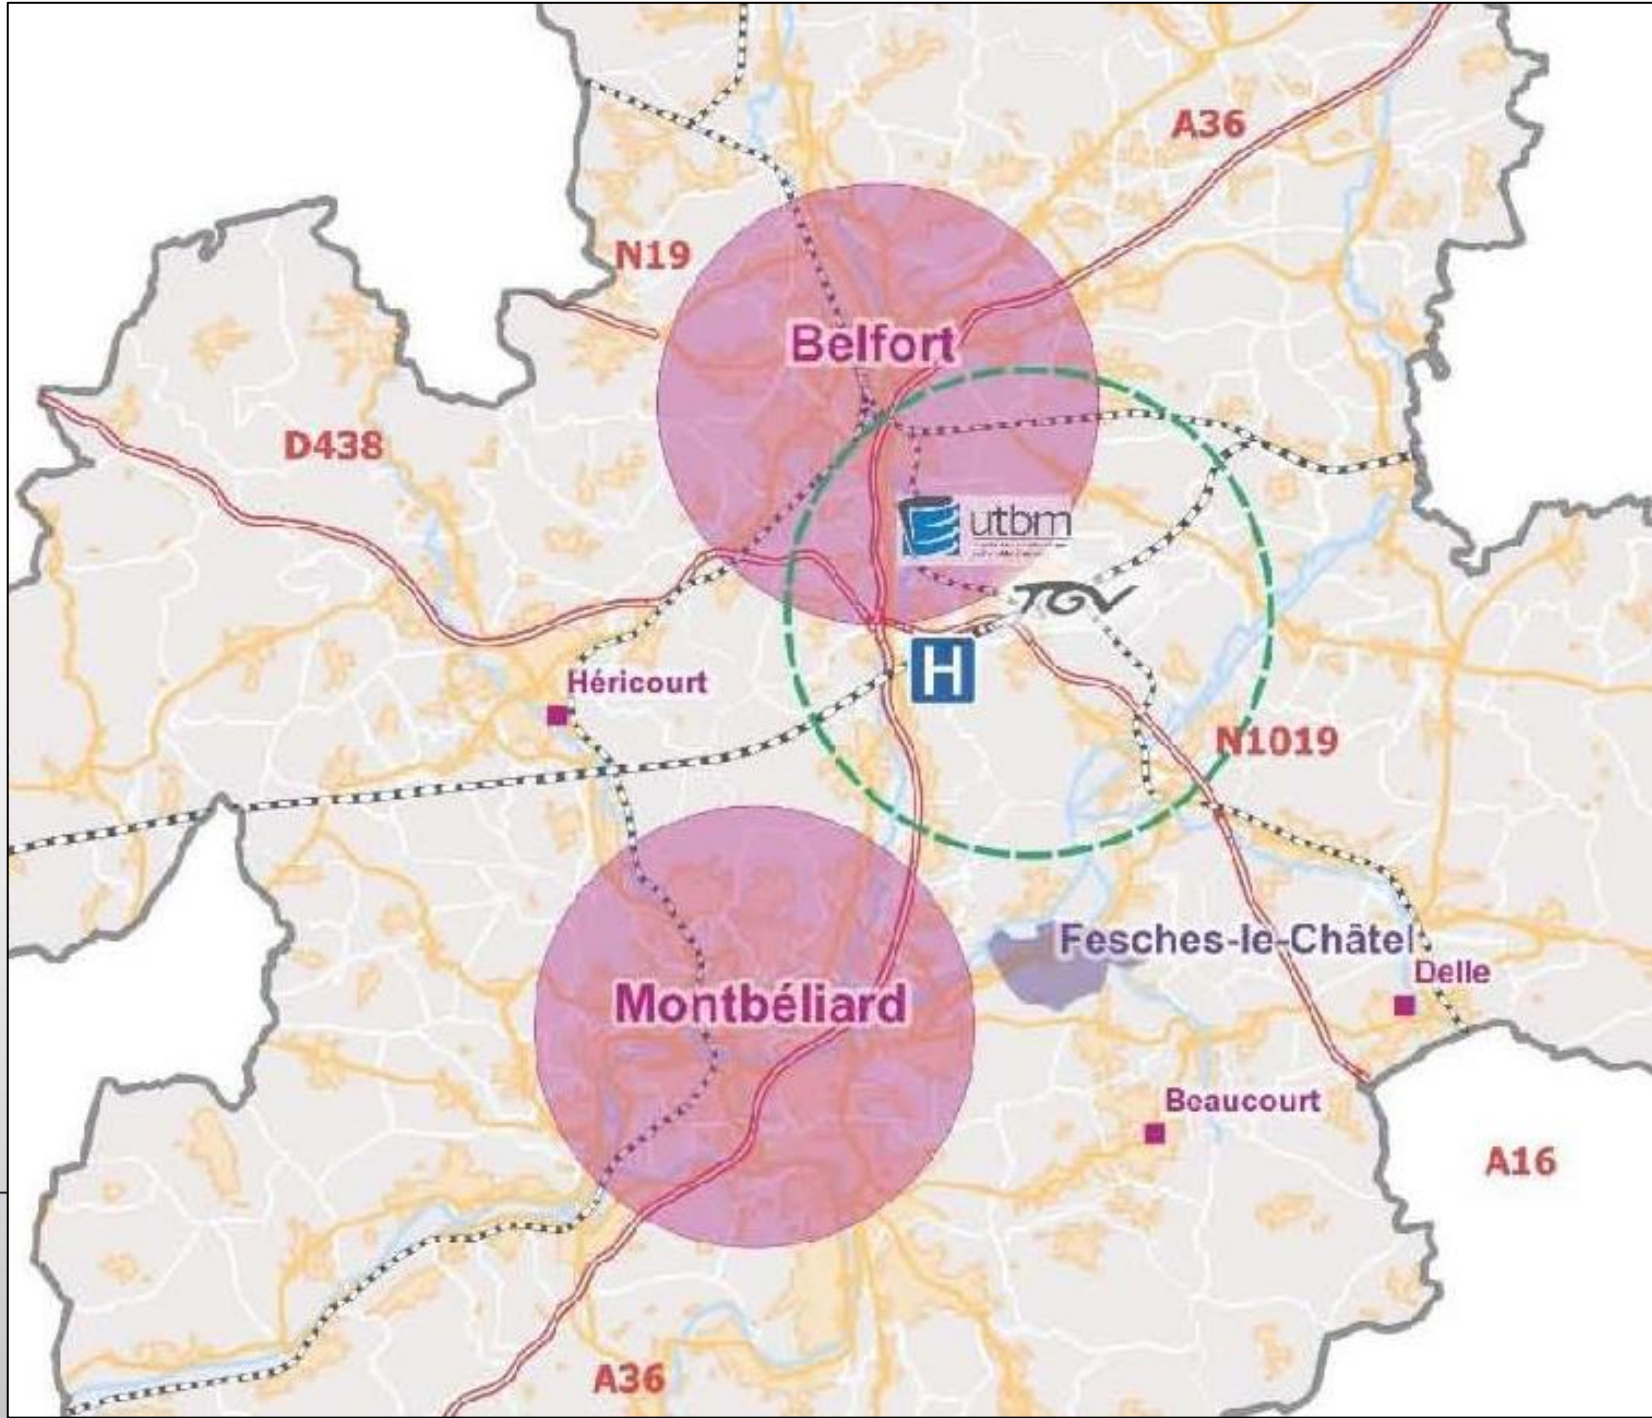 A36
N19
Belfort
D438
utbm
TGV
H
Héricourt
N1019
Fesches-le-Châtel
Delle
Montbéliard
Beaucourt
A16
A36